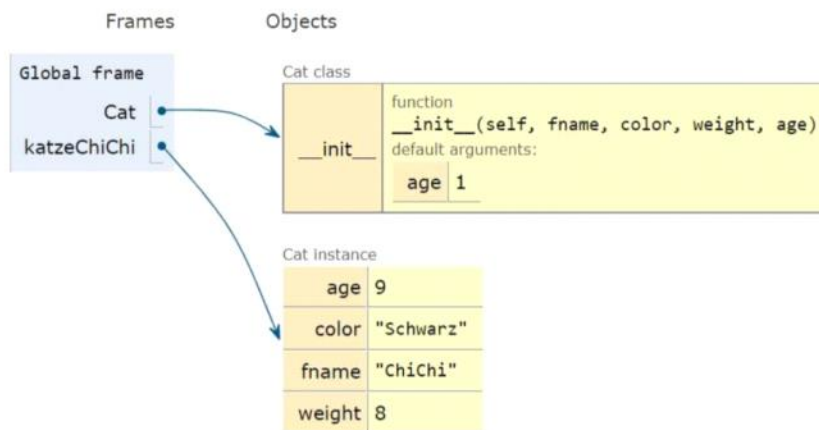 Frames Objects
Global frame
Cat
katzeChiChi
Cat class
__init__
function
__init__(self, fname, color, weight, age)
default arguments:
age 1
Cat instance
age 9
color "Schwarz"
fname "ChiChi"
weight 8